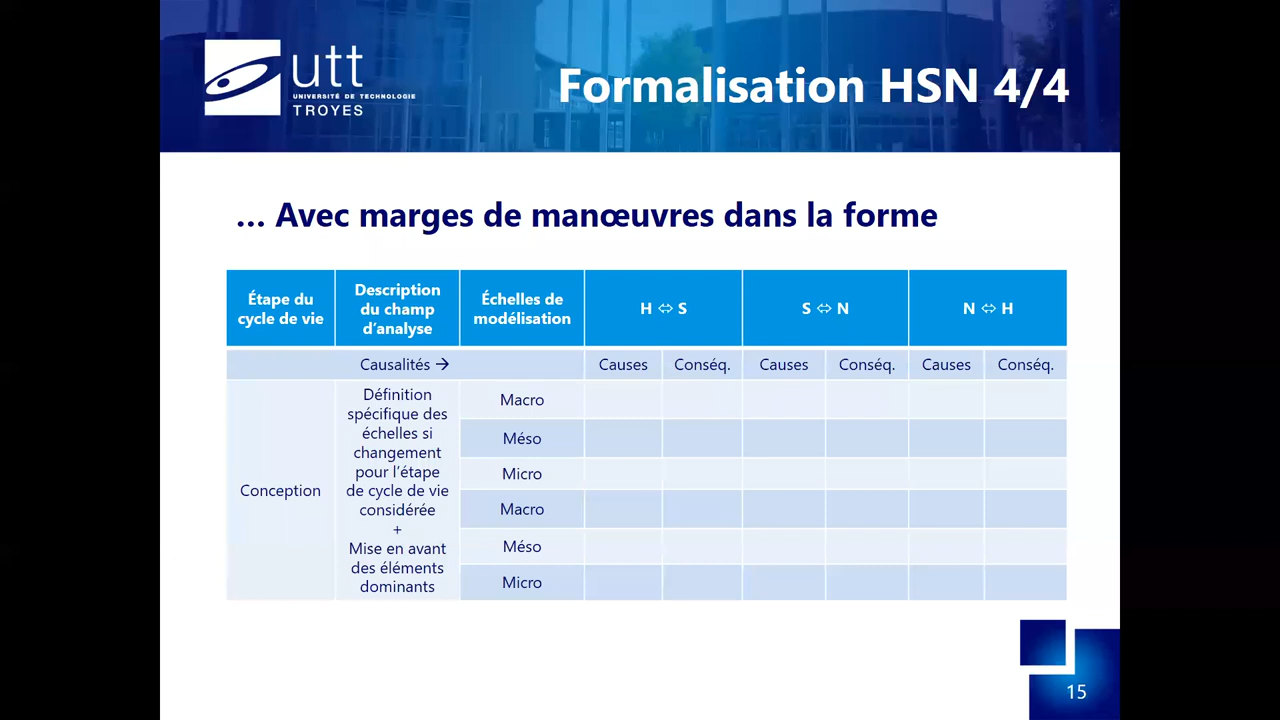 utt
UNIVERSITÉ DE TECHNOLOGIE
TROYES
Formalisation HSN 4/4
... Avec marges de manœuvres dans la forme
Étape du
cycle de vie
Description
du champ
d'analyse
Échelles de
modélisation
H ⇔ S
S ⇔ N
N ⇔ H
Causalités →
Causes
Conséq.
Causes
Conséq.
Causes
Conséq.
Conception
Définition
spécifique des
échelles si
changement
pour l'étape
de cycle de vie
considérée
+
Mise en avant
des éléments
dominants
Macro
Méso
Micro
Macro
Méso
Micro
15